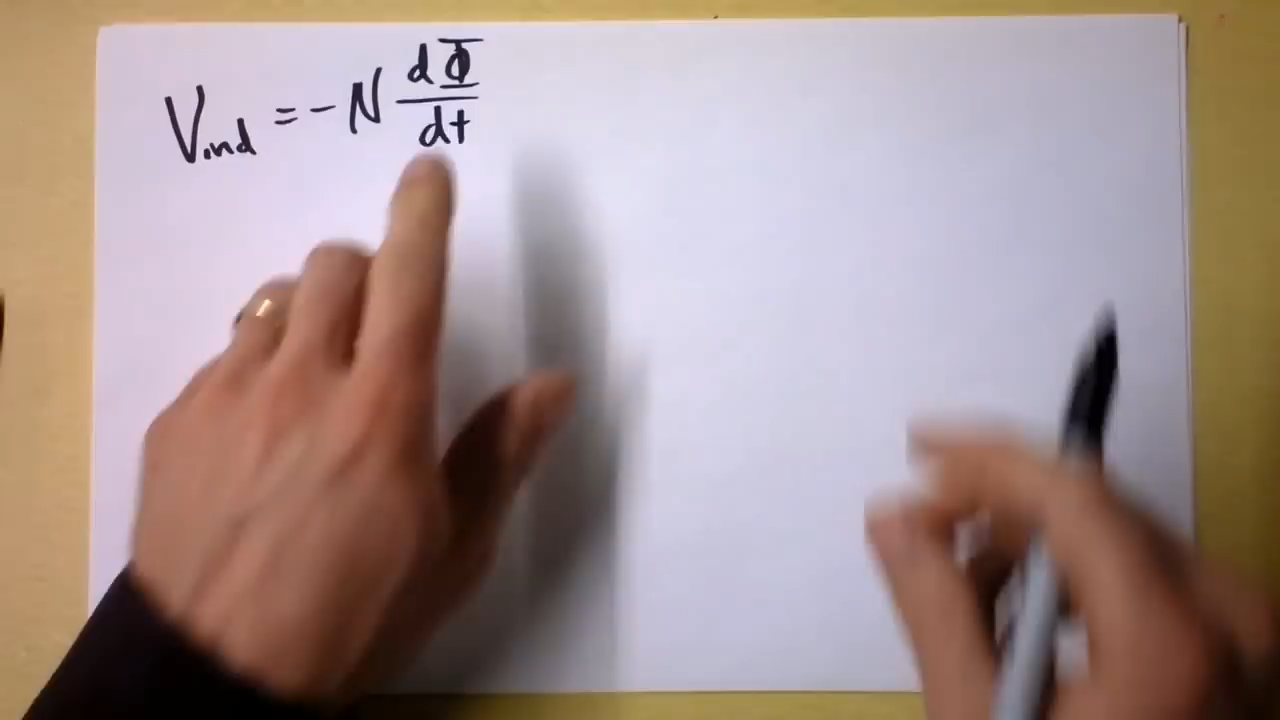 V_ind = -N dΦ/dt